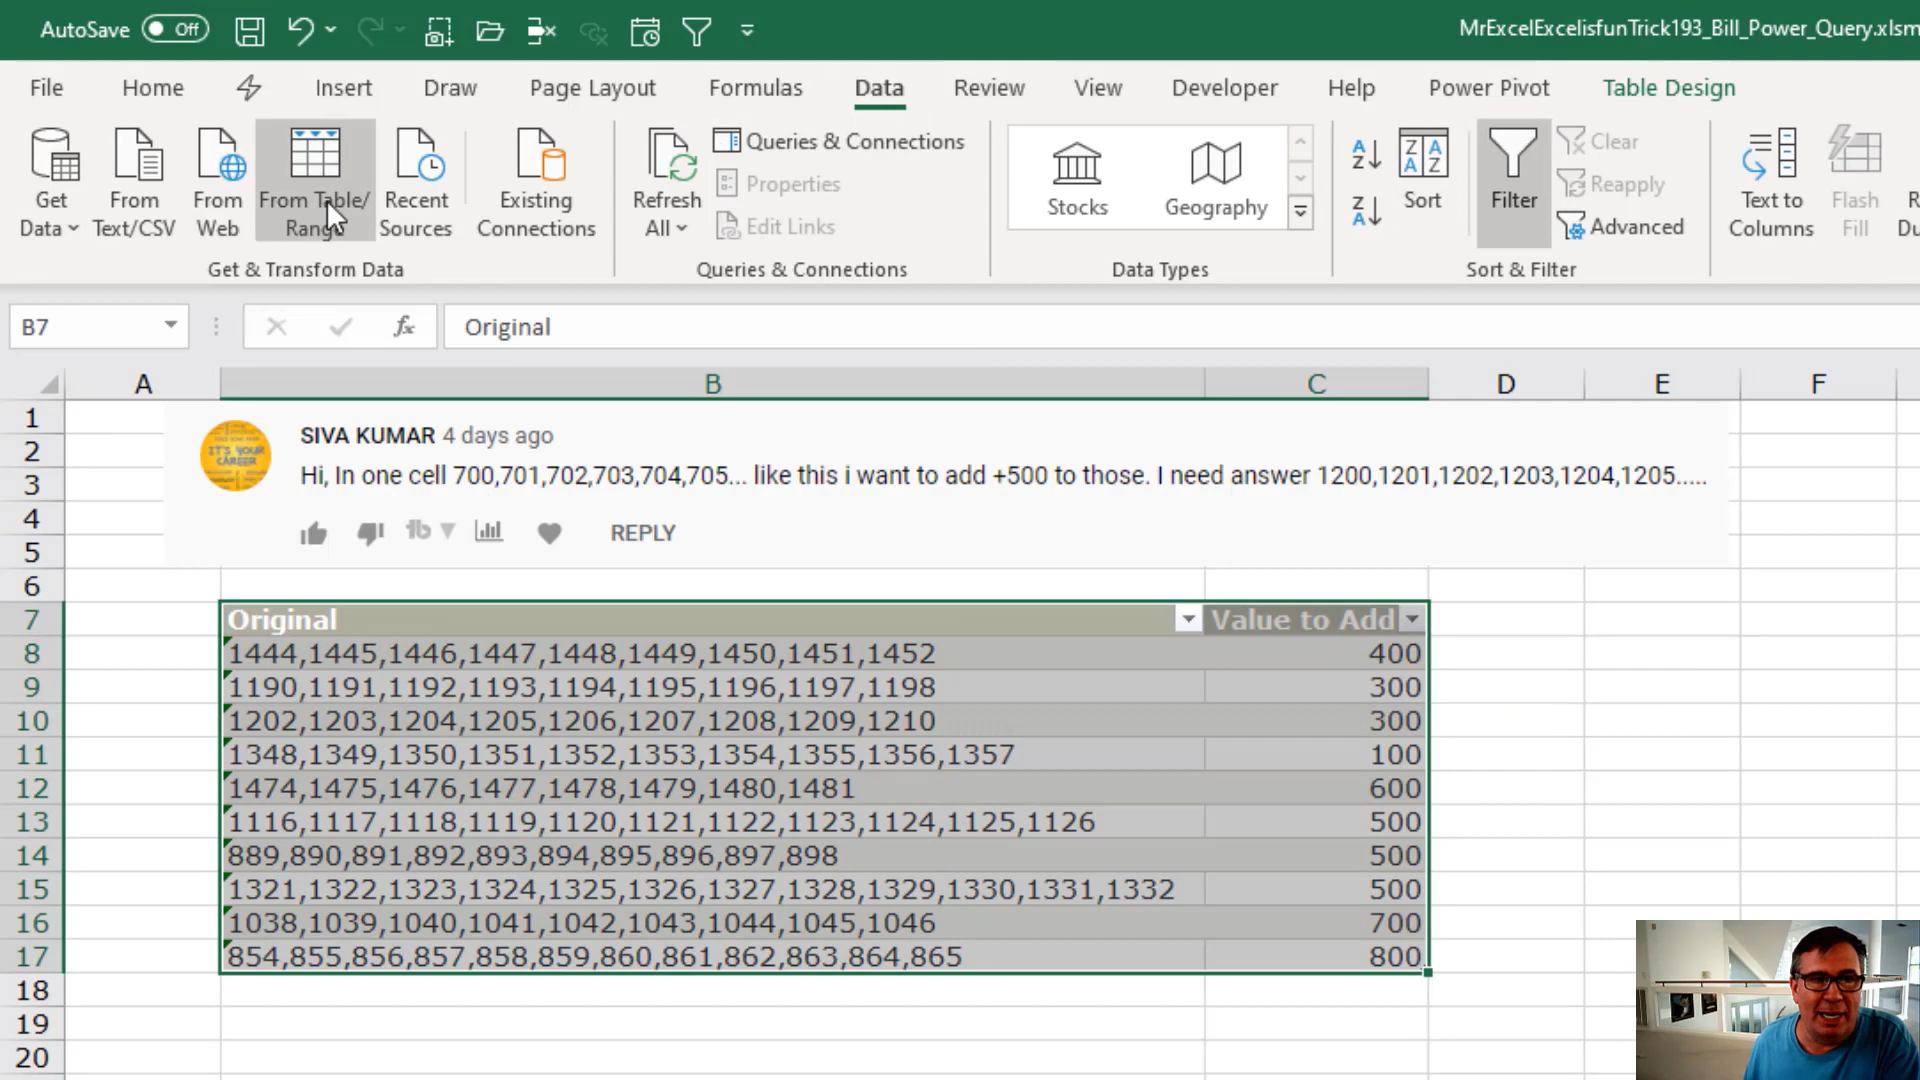 AutoSave Off MrExcelExcelisfunTrick193_Bill_Power_Query.xlsm
File Home Insert Draw Page Layout Formulas Data Review View Developer Help Power Pivot Table Design
Get Data
From Text/CSV
From Web
From Table/ Range
Recent Sources
Existing Connections
Get & Transform Data
Refresh All
Queries & Connections
Properties
Edit Links
Queries & Connections
Stocks
Geography
Data Types
Sort
Filter
Clear
Reapply
Advanced
Sort & Filter
Text to Columns
Flash Fill
B7 fx Original
A B C D E F
1
2
3
4
5
6
IT'S YOUR CAREER
SIVA KUMAR 4 days ago
Hi, In one cell 700,701,702,703,704,705... like this i want to add +500 to those. I need answer 1200,1201,1202,1203,1204,1205.....
REPLY
7 Original Value to Add
8 1444,1445,1446,1447,1448,1449,1450,1451,1452 400
9 1190,1191,1192,1193,1194,1195,1196,1197,1198 300
10 1202,1203,1204,1205,1206,1207,1208,1209,1210 300
11 1348,1349,1350,1351,1352,1353,1354,1355,1356,1357 100
12 1474,1475,1476,1477,1478,1479,1480,1481 600
13 1116,1117,1118,1119,1120,1121,1122,1123,1124,1125,1126 500
14 889,890,891,892,893,894,895,896,897,898 500
15 1321,1322,1323,1324,1325,1326,1327,1328,1329,1330,1331,1332 500
16 1038,1039,1040,1041,1042,1043,1044,1045,1046 700
17 854,855,856,857,858,859,860,861,862,863,864,865 800
18
19
20